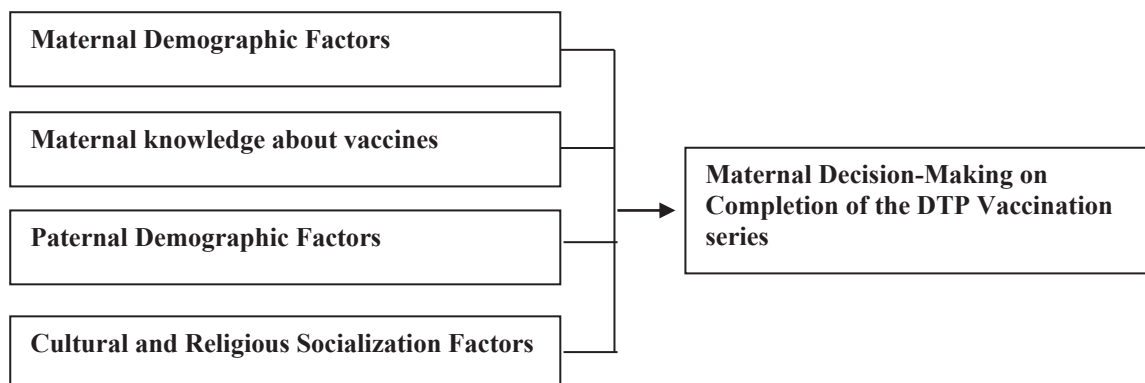 Maternal Demographic Factors
Maternal knowledge about vaccines
Paternal Demographic Factors
Cultural and Religious Socialization Factors
Maternal Decision-Making on
Completion of the DTP Vaccination
series